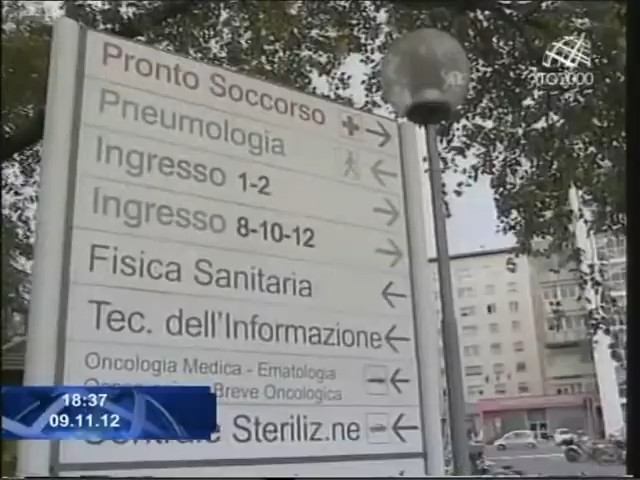 TG2000
Pronto Soccorso
Pneumologia
Ingresso 1-2
Ingresso 8-10-12
Fisica Sanitaria
Tec. dell'Informazione
Oncologia Medica - Ematologia
Breve Oncologica
Steriliz.ne
18:37
09.11.12